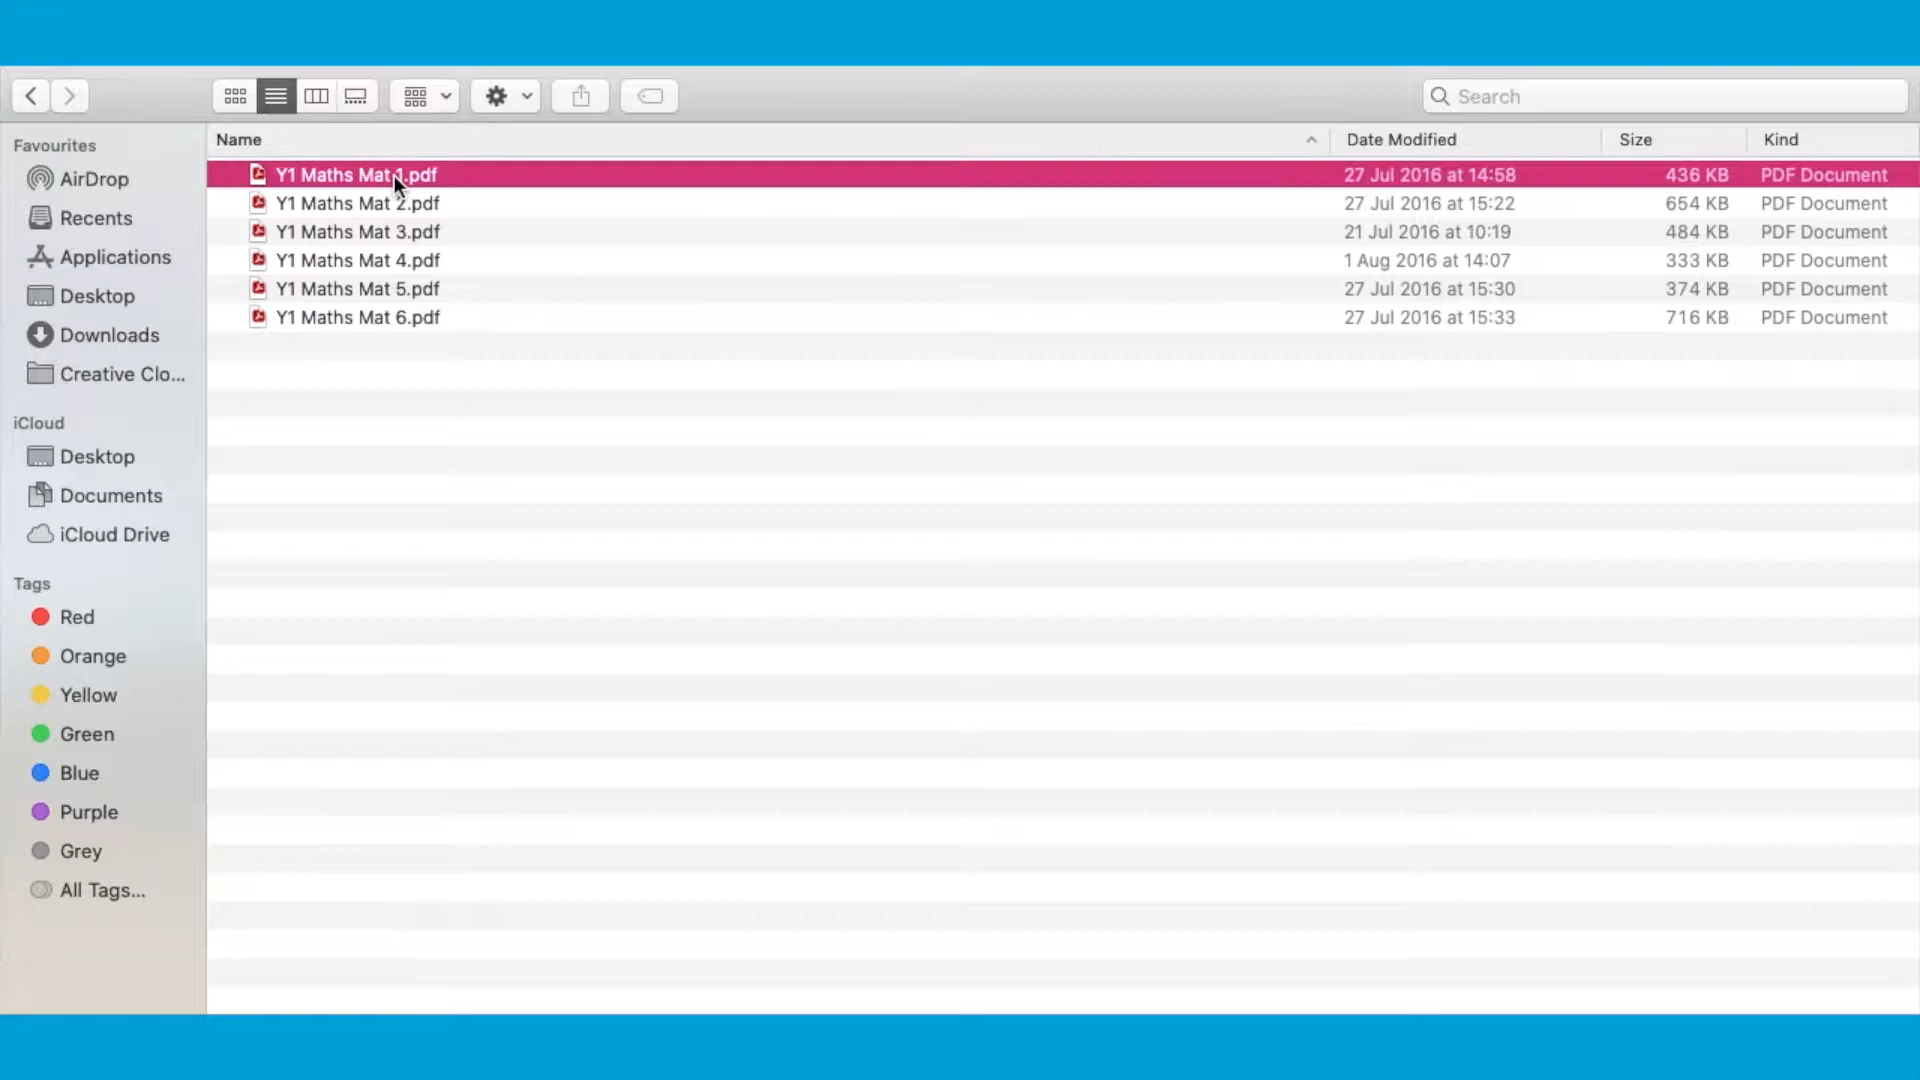 Search
Favourites
AirDrop
Recents
Applications
Desktop
Downloads
Creative Clo...
iCloud
Desktop
Documents
iCloud Drive
Tags
Red
Orange
Yellow
Green
Blue
Purple
Grey
All Tags...
Name Date Modified Size Kind
Y1 Maths Mat 1.pdf 27 Jul 2016 at 14:58 436 KB PDF Document
Y1 Maths Mat 2.pdf 27 Jul 2016 at 15:22 654 KB PDF Document
Y1 Maths Mat 3.pdf 21 Jul 2016 at 10:19 484 KB PDF Document
Y1 Maths Mat 4.pdf 1 Aug 2016 at 14:07 333 KB PDF Document
Y1 Maths Mat 5.pdf 27 Jul 2016 at 15:30 374 KB PDF Document
Y1 Maths Mat 6.pdf 27 Jul 2016 at 15:33 716 KB PDF Document